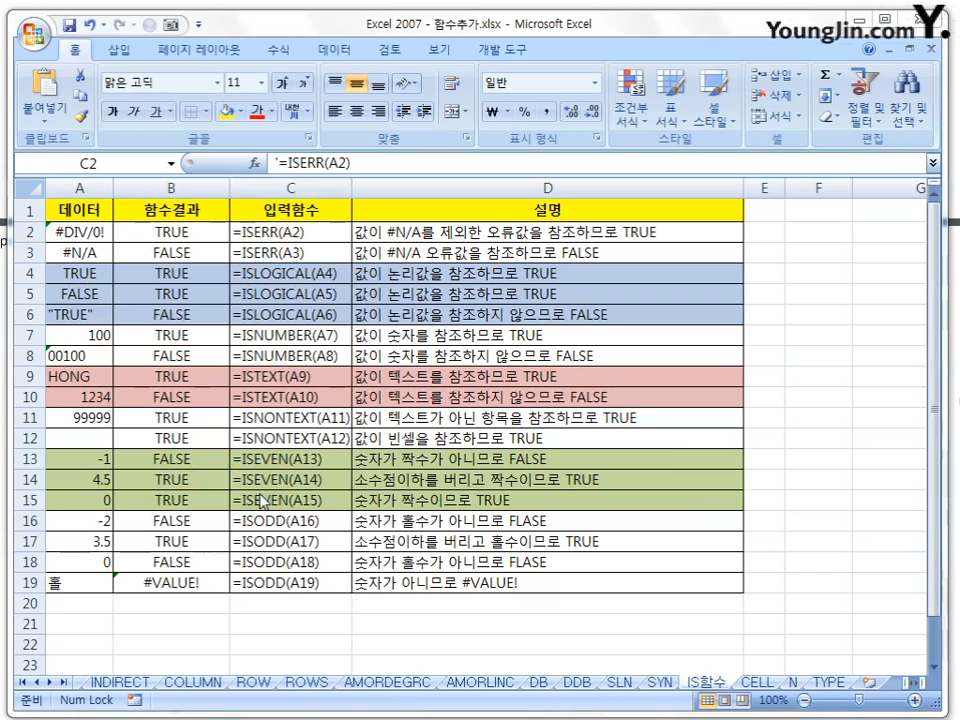 Excel 2007 - 함수추가.xlsx - Microsoft Excel
YoungJin.com Y.
홈 삽입 페이지 레이아웃 수식 데이터 검토 보기 개발 도구
맑은 고딕 11 일반
붙여넣기 조건부 서식 표 서식 셀 스타일 삽입 삭제 서식 정렬 및 필터 찾기 및 선택
클립보드 글꼴 맞춤 표시 형식 스타일 셀 편집
C2 fx '=ISERR(A2)
A B C D E F G
1 데이터 함수결과 입력함수 설명
2 #DIV/0! TRUE =ISERR(A2) 값이 #N/A를 제외한 오류값을 참조하므로 TRUE
3 #N/A FALSE =ISERR(A3) 값이 #N/A 오류값을 참조하므로 FALSE
4 TRUE TRUE =ISLOGICAL(A4) 값이 논리값을 참조하므로 TRUE
5 FALSE TRUE =ISLOGICAL(A5) 값이 논리값을 참조하므로 TRUE
6 "TRUE" FALSE =ISLOGICAL(A6) 값이 논리값을 참조하지 않으므로 FALSE
7 100 TRUE =ISNUMBER(A7) 값이 숫자를 참조하므로 TRUE
8 00100 FALSE =ISNUMBER(A8) 값이 숫자를 참조하지 않으므로 FALSE
9 HONG TRUE =ISTEXT(A9) 값이 텍스트를 참조하므로 TRUE
10 1234 FALSE =ISTEXT(A10) 값이 텍스트를 참조하지 않으므로 FALSE
11 99999 TRUE =ISNONTEXT(A11) 값이 텍스트가 아닌 항목을 참조하므로 TRUE
12 TRUE =ISNONTEXT(A12) 값이 빈셀을 참조하므로 TRUE
13 -1 FALSE =ISEVEN(A13) 숫자가 짝수가 아니므로 FALSE
14 4.5 TRUE =ISEVEN(A14) 소수점이하를 버리고 짝수이므로 TRUE
15 0 TRUE =ISEVEN(A15) 숫자가 짝수이므로 TRUE
16 -2 FALSE =ISODD(A16) 숫자가 홀수가 아니므로 FLASE
17 3.5 TRUE =ISODD(A17) 소수점이하를 버리고 홀수이므로 TRUE
18 0 FALSE =ISODD(A18) 숫자가 홀수가 아니므로 FLASE
19 홀 #VALUE! =ISODD(A19) 숫자가 아니므로 #VALUE!
20
21
22
23
INDIRECT COLUMN ROW ROWS AMORDEGRC AMORLINC DB DDB SLN SYN IS함수 CELL N TYPE
준비 Num Lock 100%